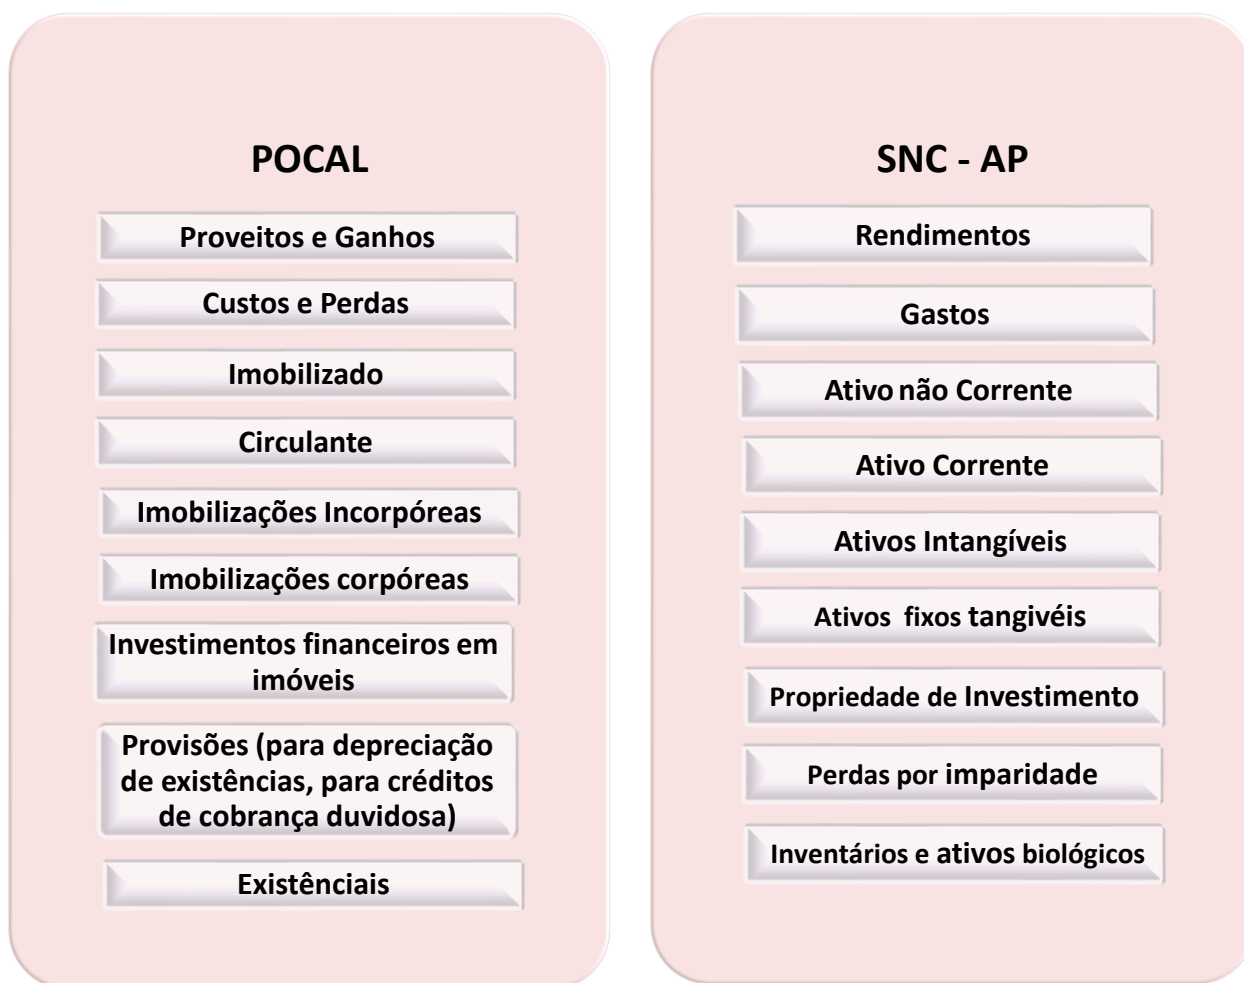 POCAL
Proveitos e Ganhos
Custos e Perdas
Imobilizado
Circulante
Imobilizações Incorpóreas
Imobilizações corpóreas
Investimentos financeiros em
imóveis
Provisões (para depreciação
de existências, para créditos
de cobrança duvidosa)
Existênciais
SNC - AP
Rendimentos
Gastos
Ativo não Corrente
Ativo Corrente
Ativos Intangíveis
Ativos fixos tangivéis
Propriedade de Investimento
Perdas por imparidade
Inventários e ativos biológicos